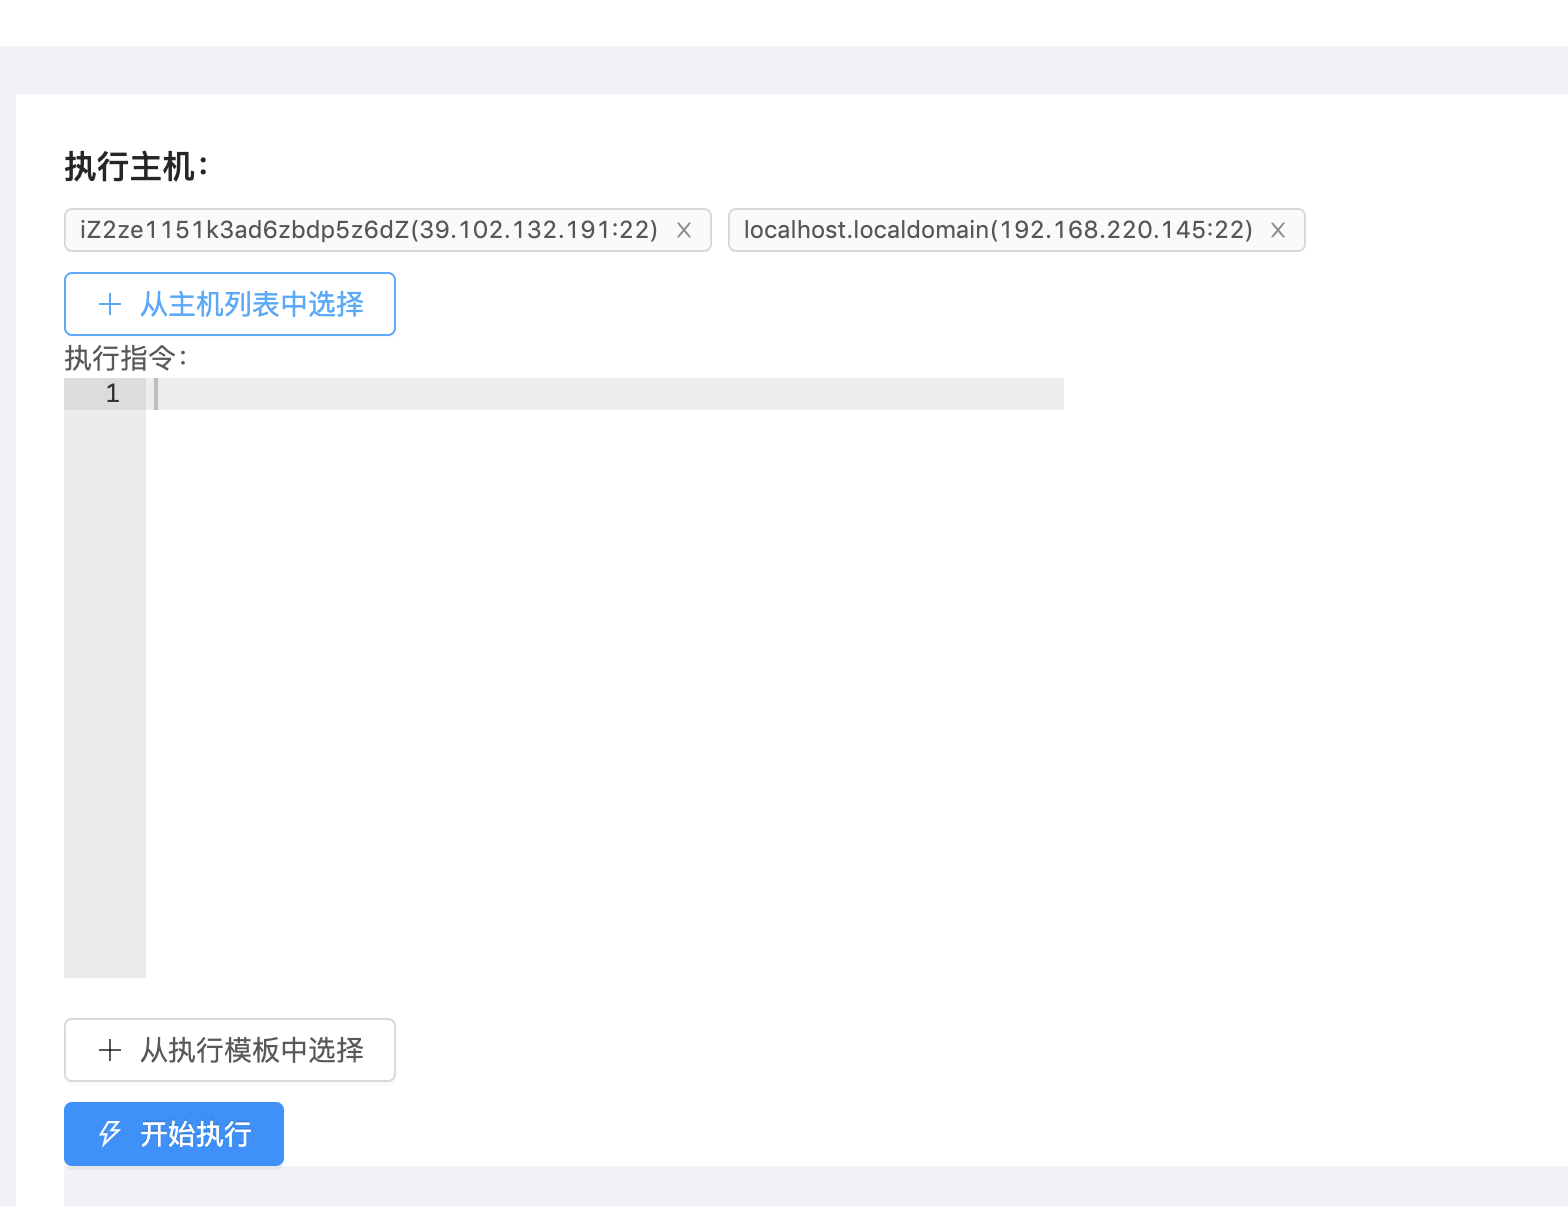 执行主机：
iZ2ze1151k3ad6zbdp5z6dZ(39.102.132.191:22) ×
localhost.localdomain(192.168.220.145:22) ×
+ 从主机列表中选择
执行指令：
1
+ 从执行模板中选择
开始执行